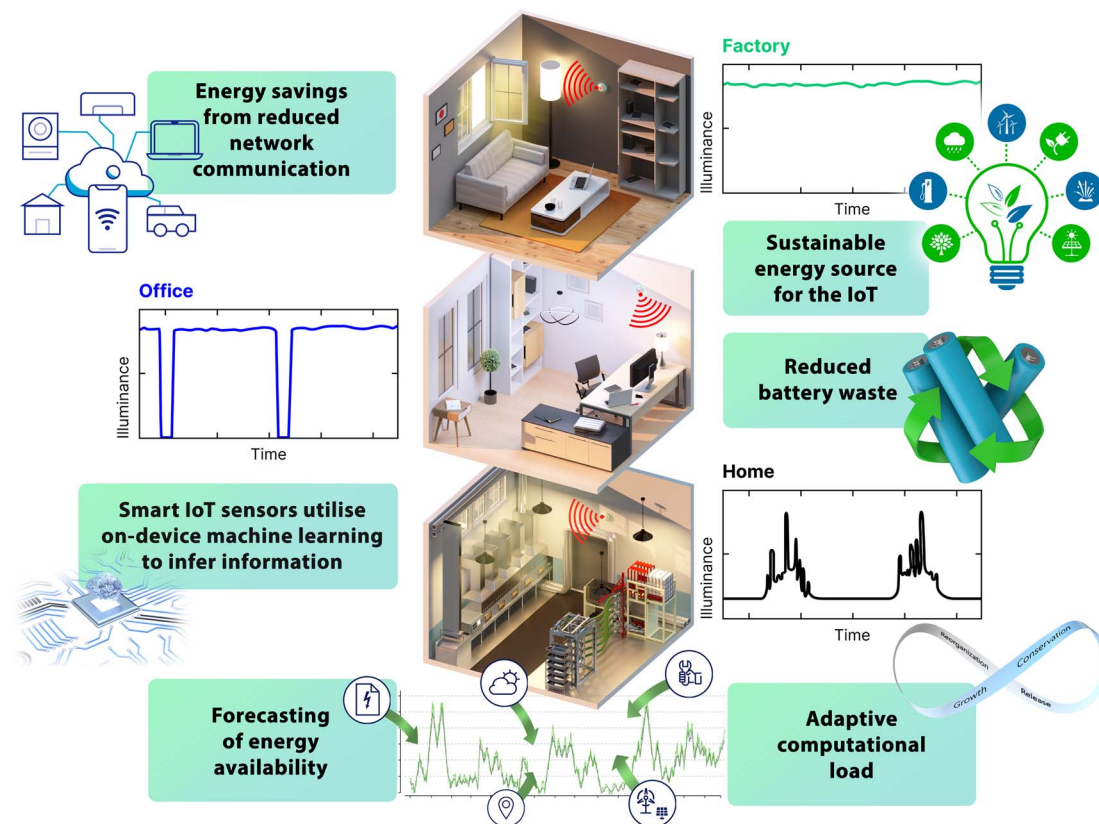 Energy savings
from reduced
network
communication
Factory
Illuminance
Time
Sustainable
energy source
for the IoT
Office
Illuminance
Time
Reduced
battery waste
Smart IoT sensors utilise
on-device machine learning
to infer information
Home
Illuminance
Time
Reorganization
Conservation
Growth
Release
Forecasting
of energy
availability
Adaptive
computational
load